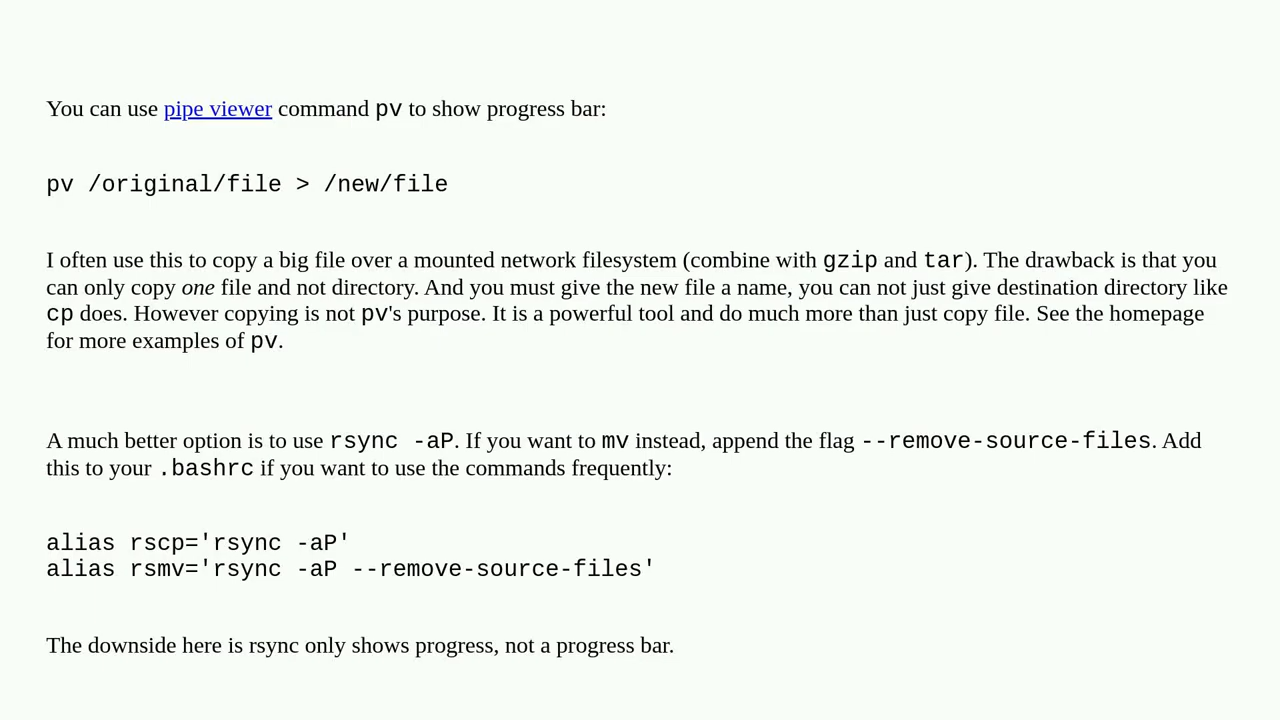 You can use pipe viewer command pv to show progress bar:
pv /original/file > /new/file
I often use this to copy a big file over a mounted network filesystem (combine with gzip and tar). The drawback is that you
can only copy one file and not directory. And you must give the new file a name, you can not just give destination directory like
cp does. However copying is not pv's purpose. It is a powerful tool and do much more than just copy file. See the homepage
for more examples of pv.
A much better option is to use rsync -aP. If you want to mv instead, append the flag --remove-source-files. Add
this to your .bashrc if you want to use the commands frequently:
alias rscp='rsync -aP'
alias rsmv='rsync -aP --remove-source-files'
The downside here is rsync only shows progress, not a progress bar.